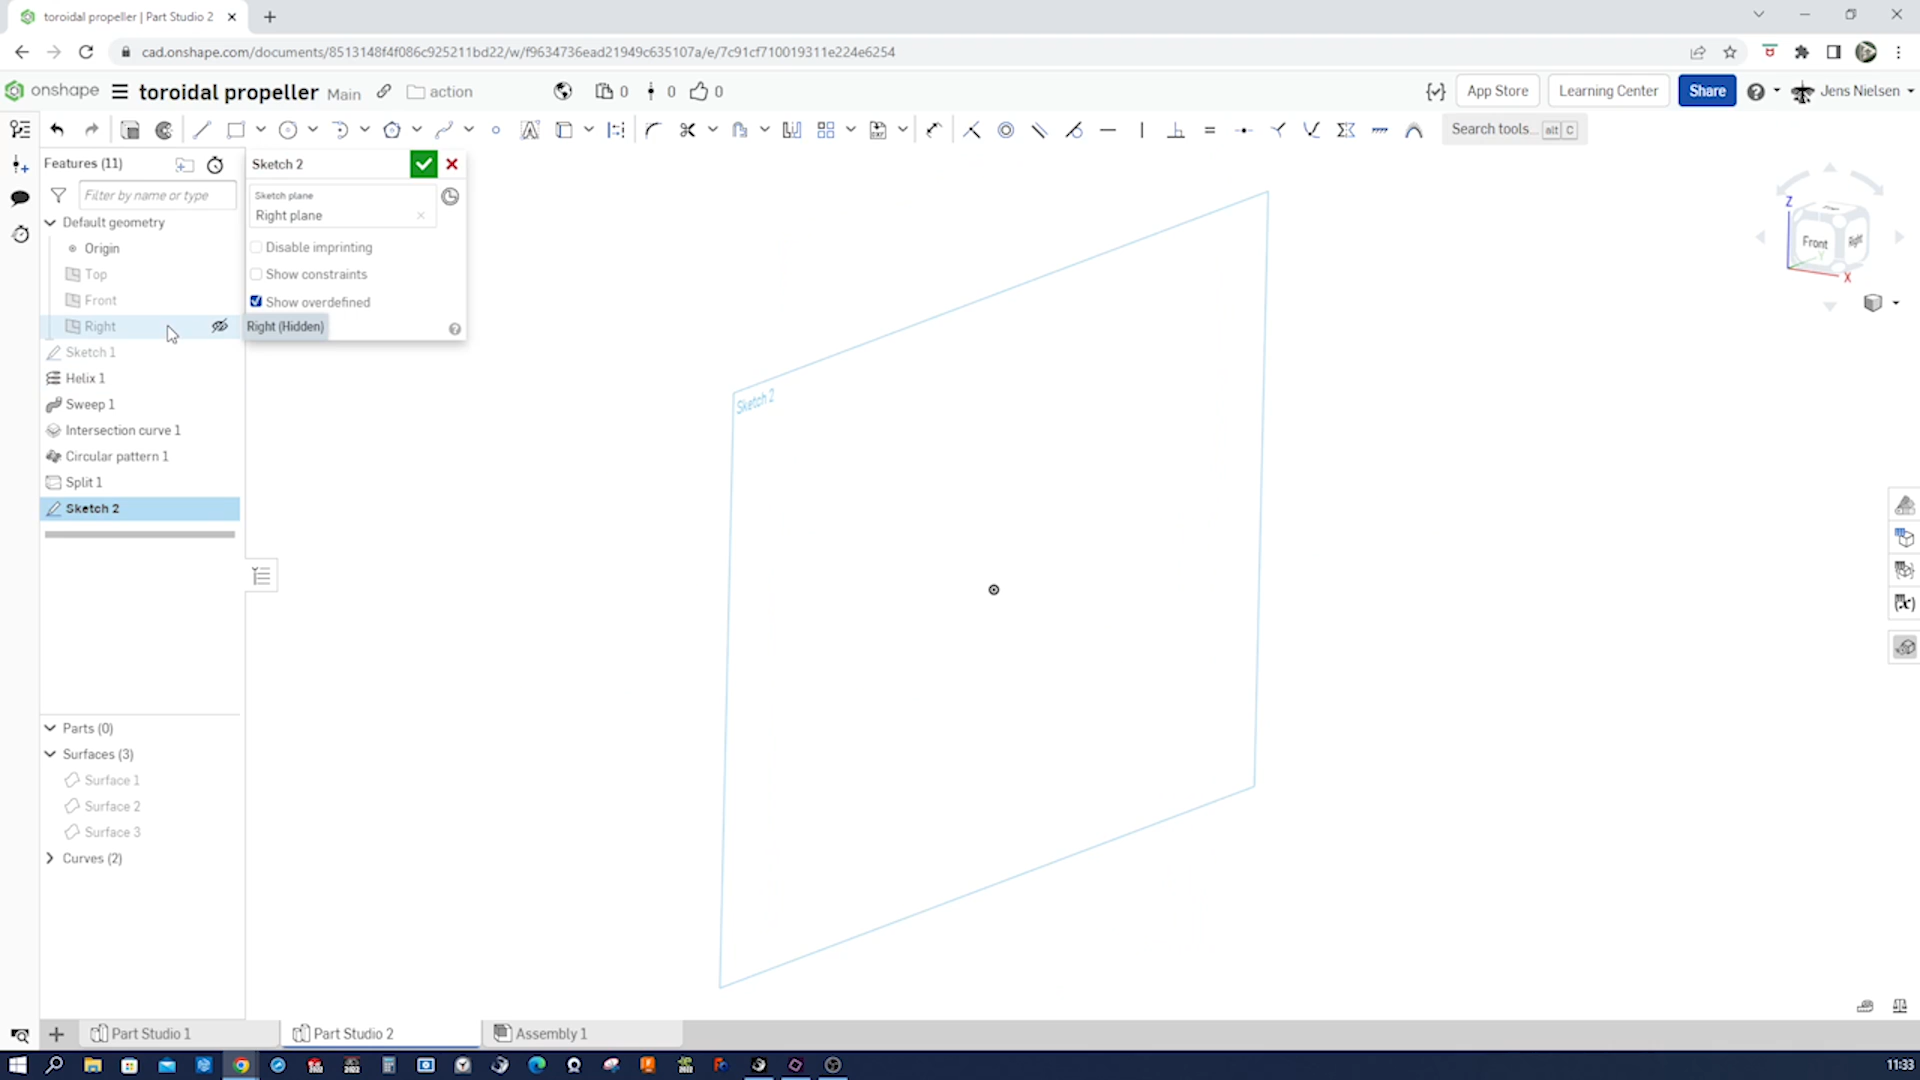 toroidal propeller | Part Studio 2
cad.onshape.com/documents/8513148f4f086c925211bd22/w/f9634736ead21949c635107a/e/7c91cf710019311e224e6254
onshape toroidal propeller Main action 0 0 0 App Store Learning Center Share Jens Nielsen
Search tools... alt C
Features (11)
Filter by name or type
Default geometry
Origin
Top
Front
Right
Sketch 1
Helix 1
Sweep 1
Intersection curve 1
Circular pattern 1
Split 1
Sketch 2
Parts (0)
Surfaces (3)
Surface 1
Surface 2
Surface 3
Curves (2)
Sketch 2
Sketch plane
Right plane
Disable imprinting
Show constraints
Show overdefined
Right (Hidden)
Sketch 2
Z
Front Right
Y
X
Part Studio 1
Part Studio 2
Assembly 1
11:33